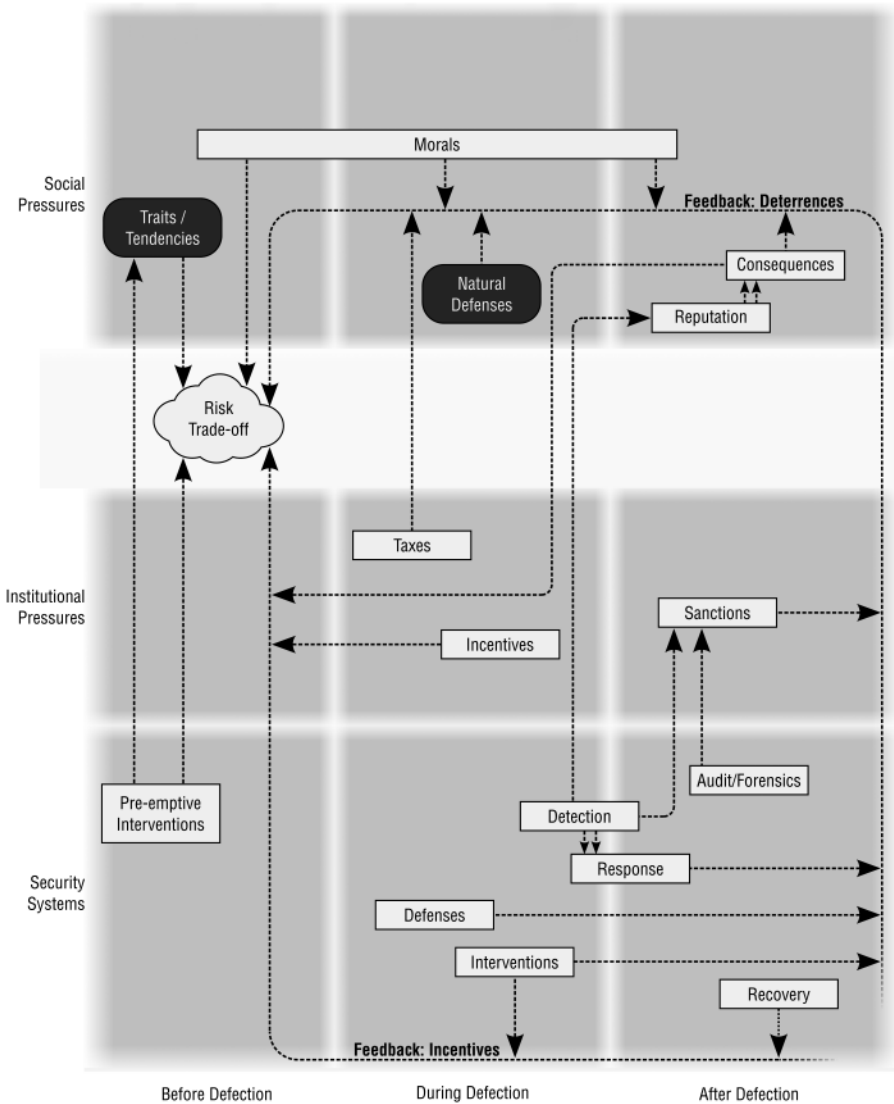 Morals
Social
Pressures
Traits /
Tendencies
Feedback: Deterrences
Natural
Defenses
Consequences
Reputation
Risk
Trade-off
Taxes
Institutional
Pressures
Sanctions
Incentives
Audit/Forensics
Pre-emptive
Interventions
Detection
Response
Security
Systems
Defenses
Interventions
Recovery
Feedback: Incentives
Before Defection
During Defection
After Defection